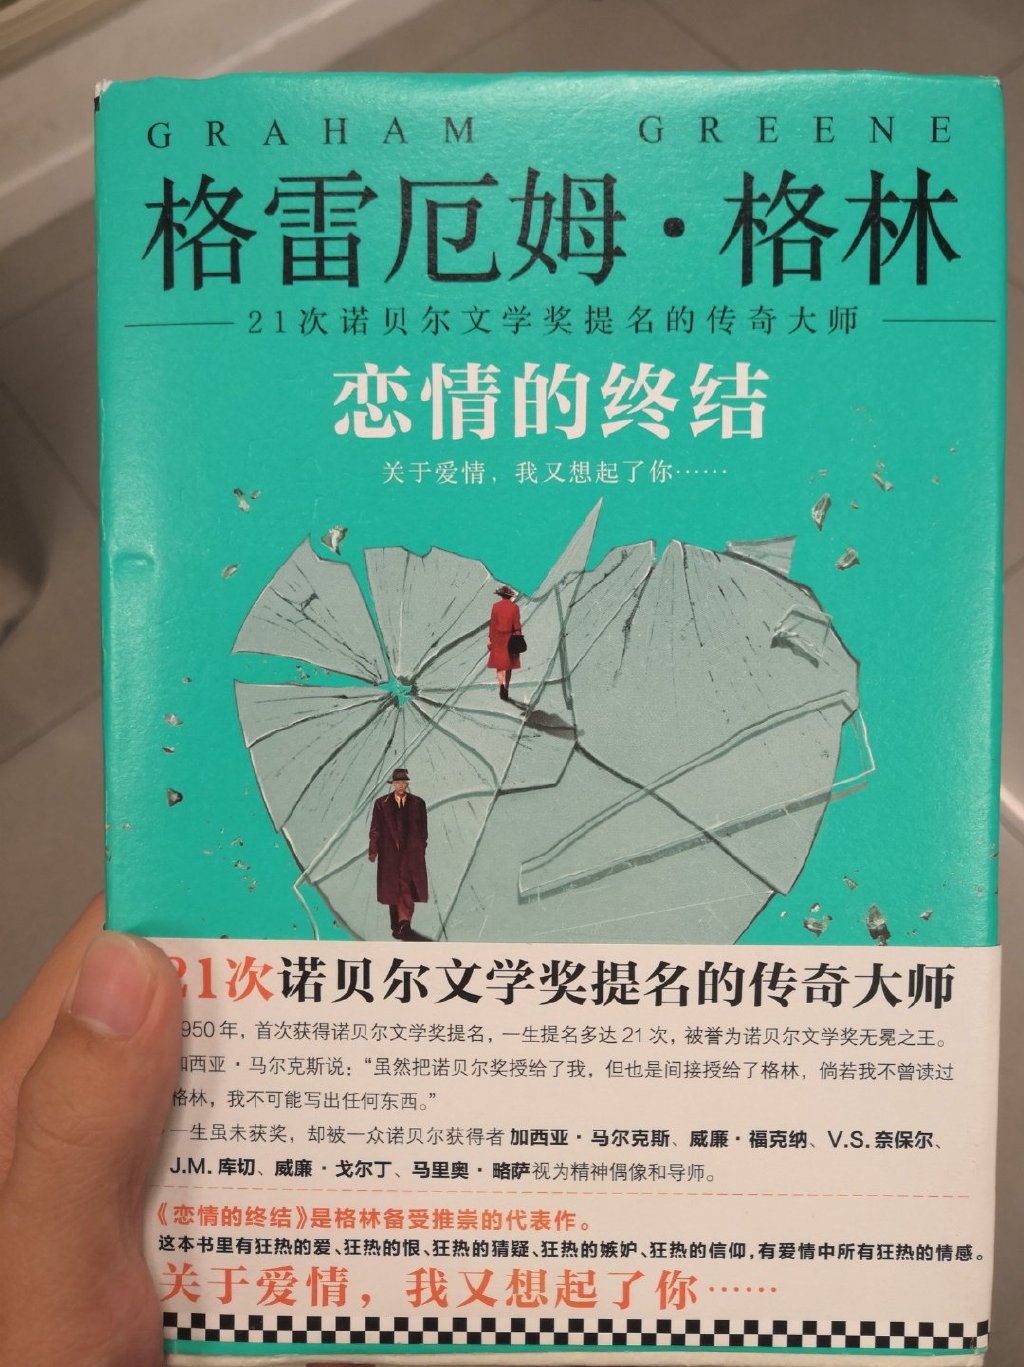 GRAHAM GREENE
格雷厄姆·格林
21次诺贝尔文学奖提名的传奇大师
恋情的终结
关于爱情，我又想起了你……
21次诺贝尔文学奖提名的传奇大师
950年，首次获得诺贝尔文学奖提名，一生提名多达21次，被誉为诺贝尔文学奖无冕之王。
加西亚·马尔克斯说：“虽然把诺贝尔奖授给了我，但也是间接授给了格林，倘若我不曾读过
格林，我不可能写出任何东西。”
一生虽未获奖，却被一众诺贝尔获得者加西亚·马尔克斯、威廉·福克纳、V.S.奈保尔、
J.M.库切、威廉·戈尔丁、马里奥·略萨视为精神偶像和导师。
《恋情的终结》是格林备受推崇的代表作。
这本书里有狂热的爱、狂热的恨、狂热的猜疑、狂热的嫉妒、狂热的信仰，有爱情中所有狂热的情感。
关于爱情，我又想起了你……